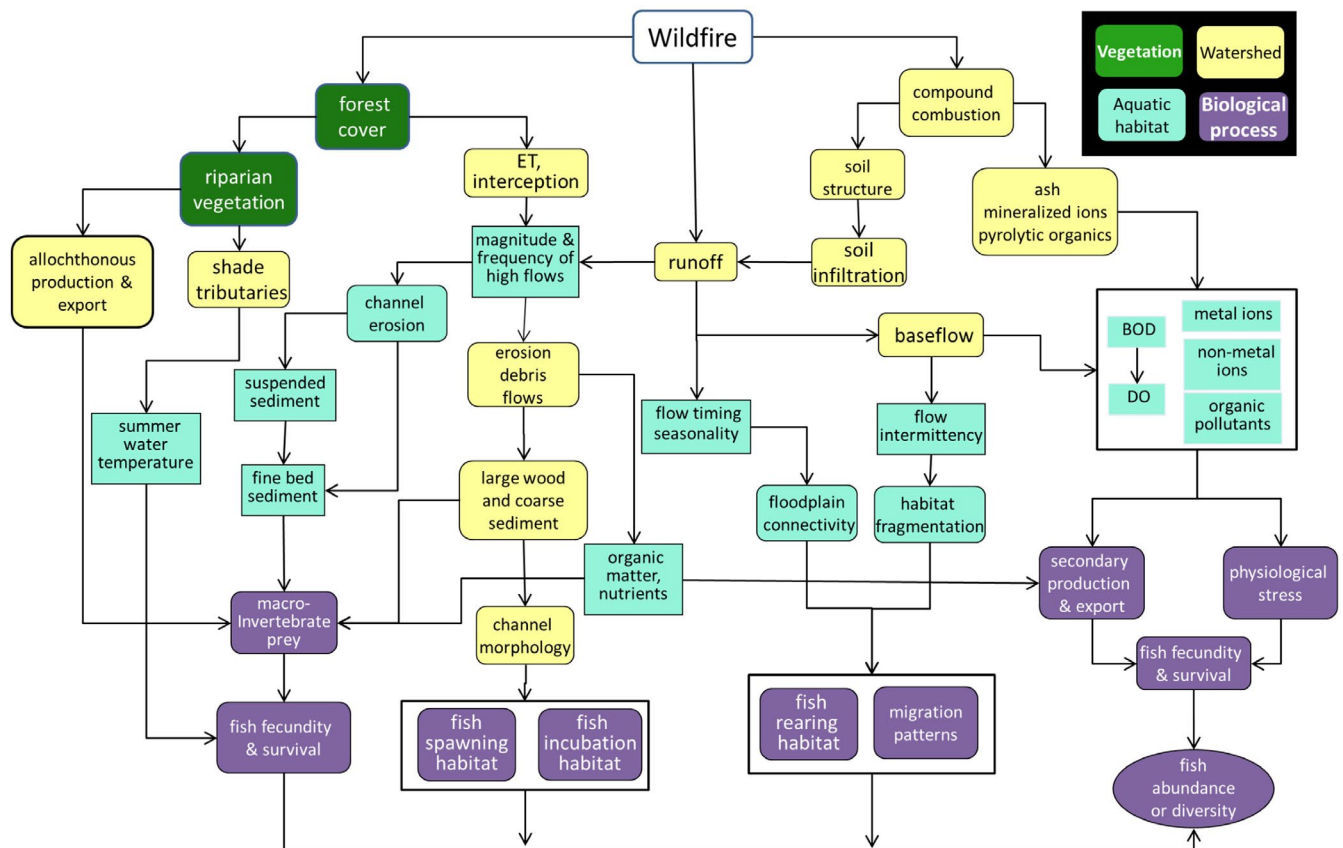 Wildfire
Vegetation
Watershed
Aquatic
habitat
Biological
process
forest
cover
compound
combustion
riparian
vegetation
ET,
interception
soil
structure
ash
mineralized ions
pyrolytic organics
allochthonous
production &
export
shade
tributaries
magnitude &
frequency of
high flows
runoff
soil
infiltration
channel
erosion
erosion
debris
flows
baseflow
BOD
DO
metal ions
non-metal
ions
organic
pollutants
suspended
sediment
summer
water
temperature
flow timing
seasonality
flow
intermittency
fine bed
sediment
large wood
and coarse
sediment
floodplain
connectivity
habitat
fragmentation
organic
matter,
nutrients
secondary
production
& export
physiological
stress
macro-
Invertebrate
prey
channel
morphology
fish fecundity
& survival
fish fecundity
& survival
fish
spawning
habitat
fish
incubation
habitat
fish
rearing
habitat
migration
patterns
fish
abundance
or diversity